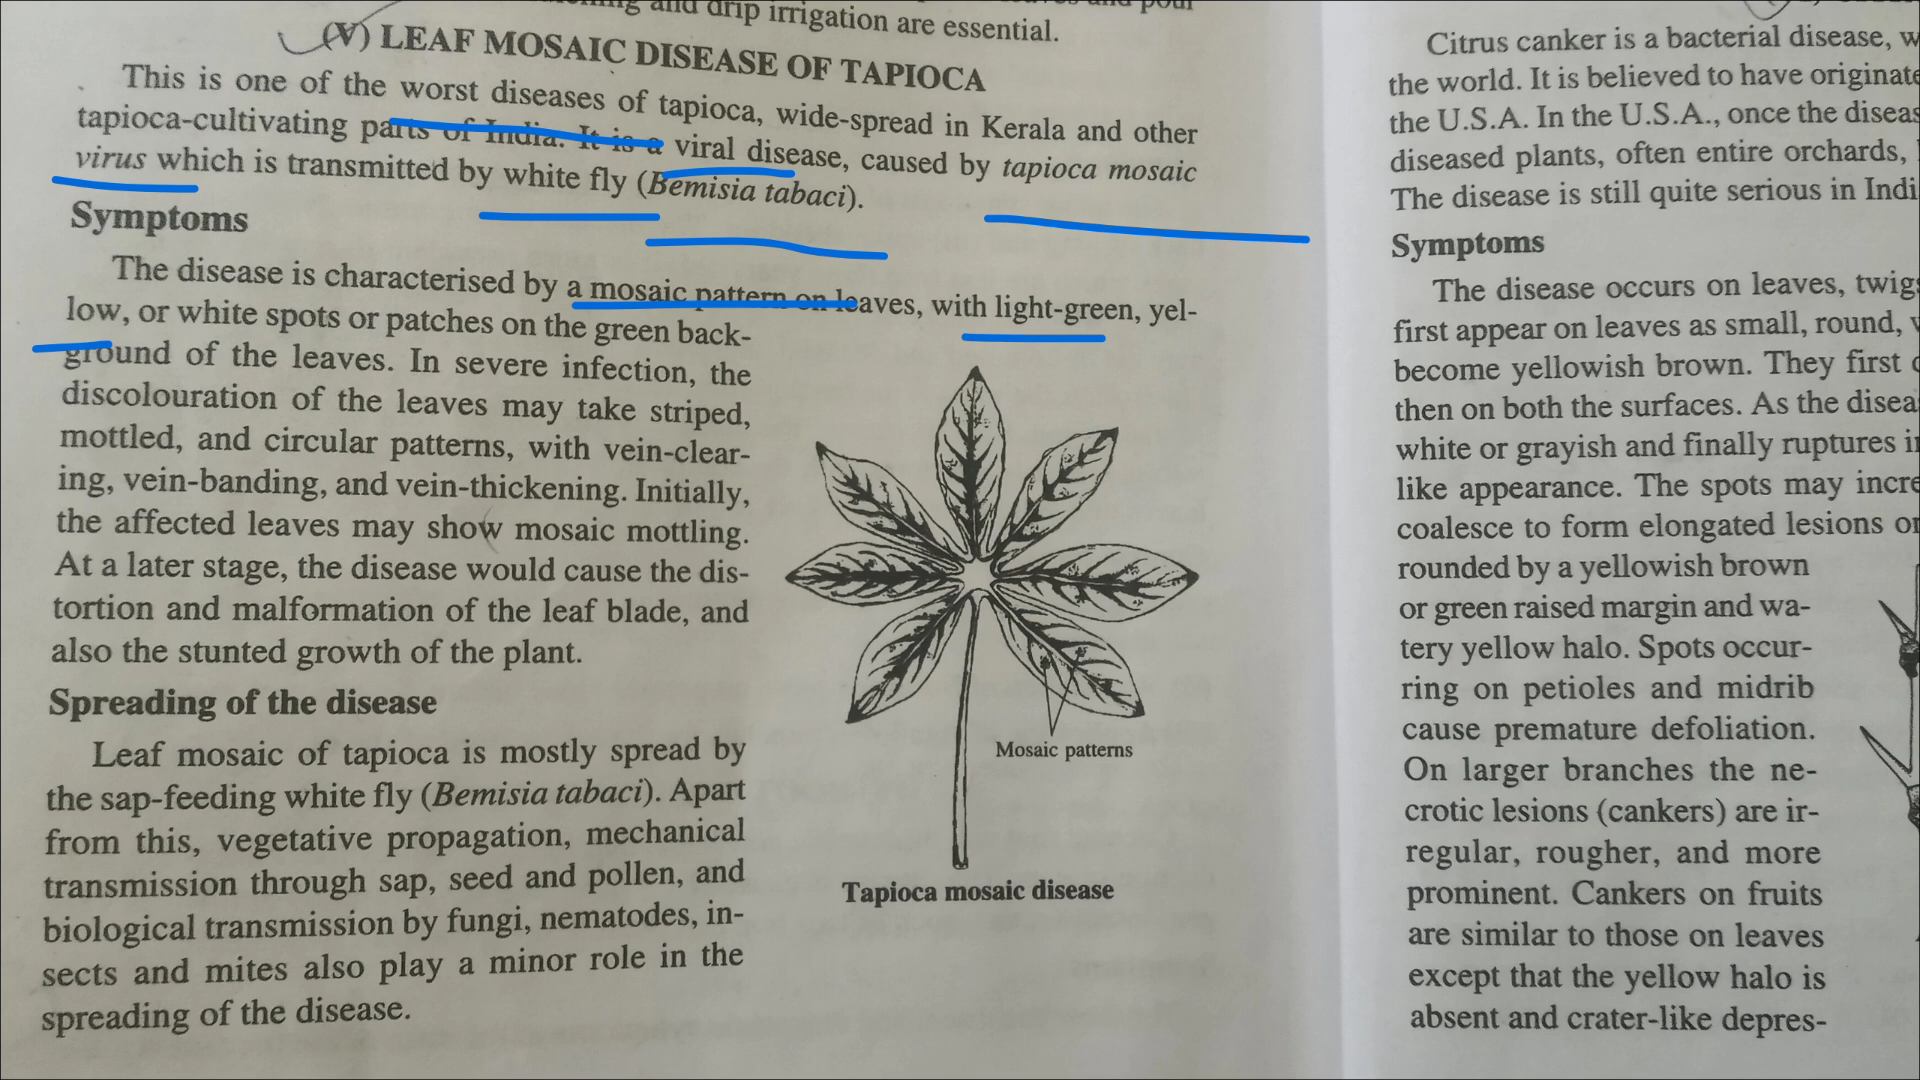 and drip irrigation are essential.
(V) LEAF MOSAIC DISEASE OF TAPIOCA
This is one of the worst diseases of tapioca, wide-spread in Kerala and other
tapioca-cultivating parts of India. It is a viral disease, caused by tapioca mosaic
virus which is transmitted by white fly (Bemisia tabaci).
Symptoms
The disease is characterised by a mosaic pattern on leaves, with light-green, yel-
low, or white spots or patches on the green back-
ground of the leaves. In severe infection, the
discolouration of the leaves may take striped,
mottled, and circular patterns, with vein-clear-
ing, vein-banding, and vein-thickening. Initially,
the affected leaves may show mosaic mottling.
At a later stage, the disease would cause the dis-
tortion and malformation of the leaf blade, and
also the stunted growth of the plant.
Spreading of the disease
Leaf mosaic of tapioca is mostly spread by
the sap-feeding white fly (Bemisia tabaci). Apart
from this, vegetative propagation, mechanical
transmission through sap, seed and pollen, and
biological transmission by fungi, nematodes, in-
sects and mites also play a minor role in the
spreading of the disease.
Mosaic patterns
Tapioca mosaic disease
Citrus canker is a bacterial disease, w
the world. It is believed to have originate
the U.S.A. In the U.S.A., once the diseas
diseased plants, often entire orchards,
The disease is still quite serious in Indi
Symptoms
The disease occurs on leaves, twigs
first appear on leaves as small, round,
become yellowish brown. They first
then on both the surfaces. As the disea
white or grayish and finally ruptures in
like appearance. The spots may incre
coalesce to form elongated lesions or
rounded by a yellowish brown
or green raised margin and wa-
tery yellow halo. Spots occur-
ring on petioles and midrib
cause premature defoliation.
On larger branches the ne-
crotic lesions (cankers) are ir-
regular, rougher, and more
prominent. Cankers on fruits
are similar to those on leaves
except that the yellow halo is
absent and crater-like depres-